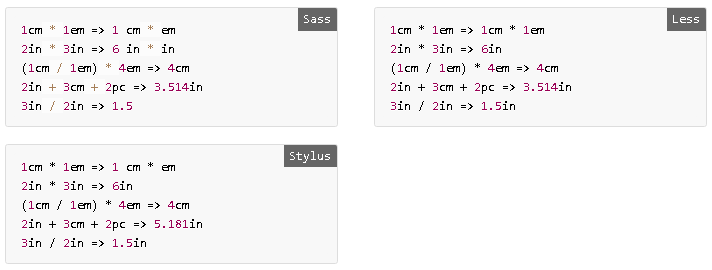 Sass
1cm * 1em => 1 cm * em
2in * 3in => 6 in * in
(1cm / 1em) * 4em => 4cm
2in + 3cm + 2pc => 3.514in
3in / 2in => 1.5
Less
1cm * 1em => 1cm * 1em
2in * 3in => 6in
(1cm / 1em) * 4em => 4cm
2in + 3cm + 2pc => 3.514in
3in / 2in => 1.5in
Stylus
1cm * 1em => 1 cm * em
2in * 3in => 6in
(1cm / 1em) * 4em => 4cm
2in + 3cm + 2pc => 5.181in
3in / 2in => 1.5in